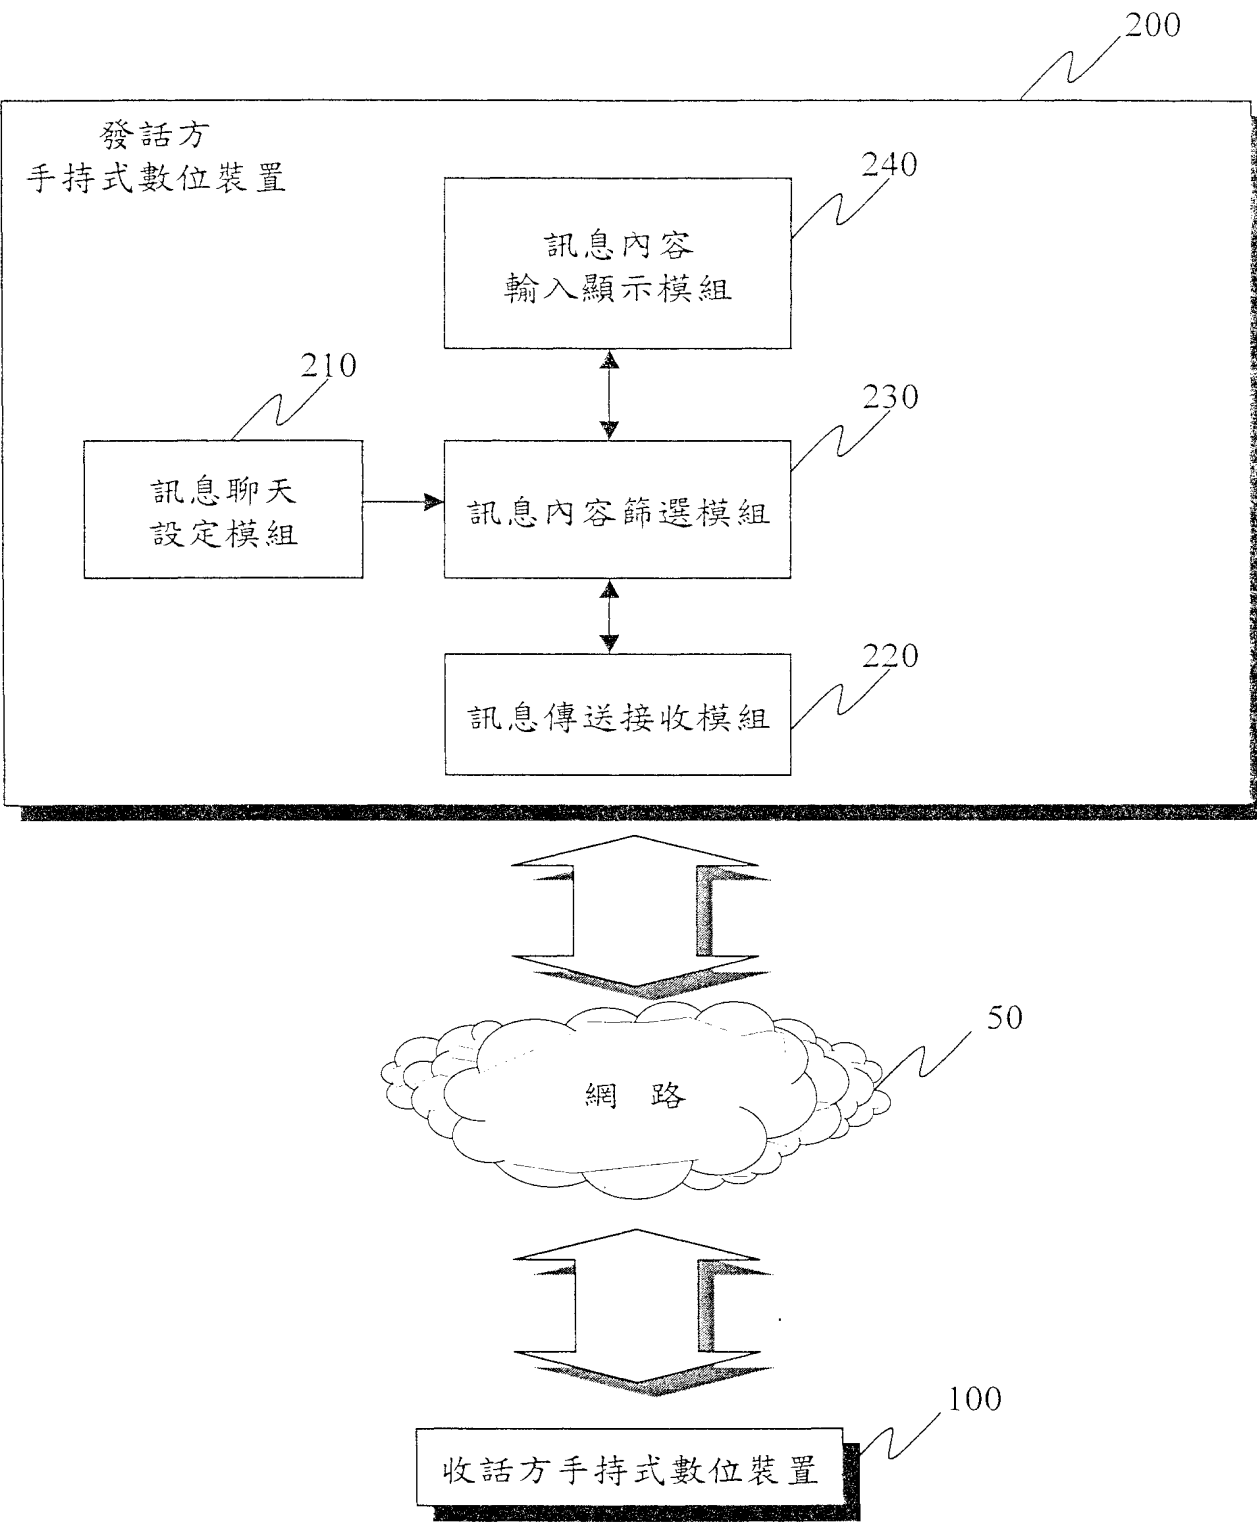 200
發話方
手持式數位裝置
240
訊息內容
輸入顯示模組
210
230
訊息聊天
設定模組
訊息內容篩選模組
220
訊息傳送接收模組
50
網 路
100
收話方手持式數位裝置